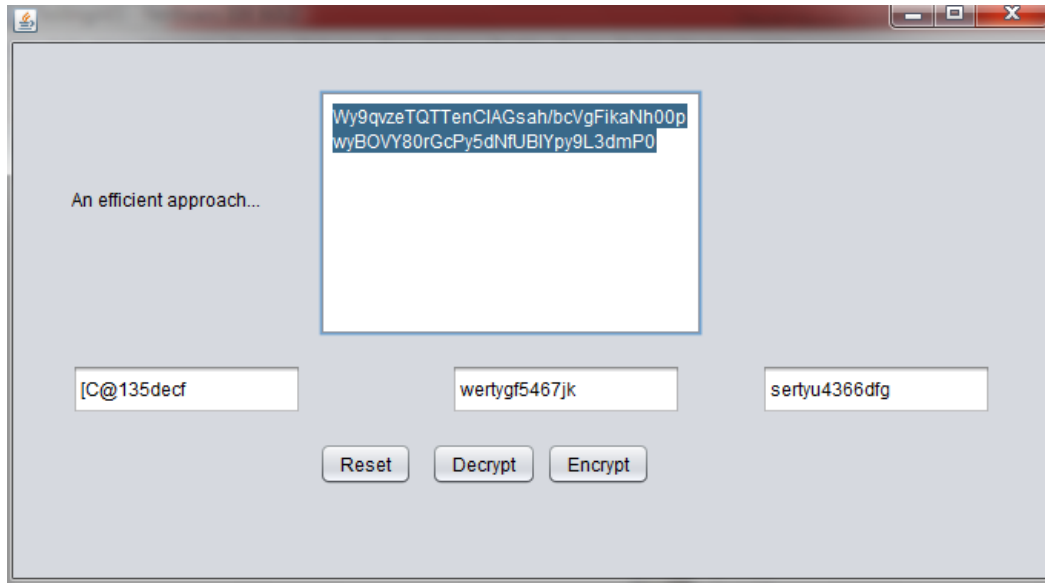 Wy9qvzeTQTTenClAGsah/bcVgFikaNh00p
wyBOVY80rGcPy5dNfUBlYpy9L3dmP0
An efficient approach...
[C@135decf
wertygf5467jk
sertyu4366dfg
Reset
Decrypt
Encrypt